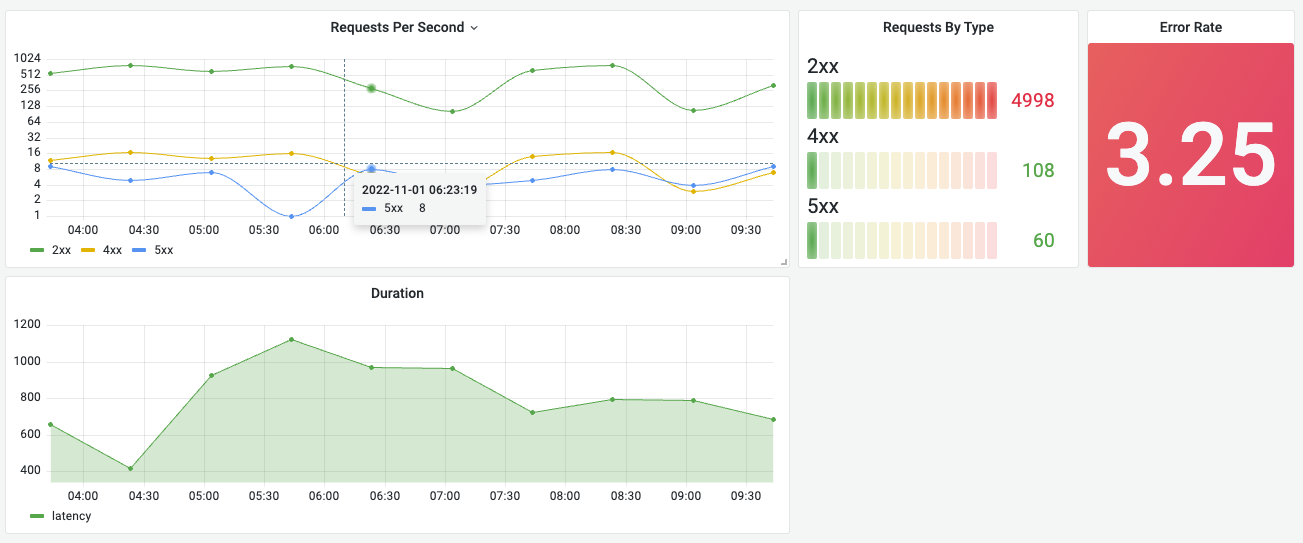 Requests Per Second
1024
512
256
128
64
32
16
8
4
2
1
2022-11-01 06:23:19
5xx 8
04:00 04:30 05:00 05:30 06:00 06:30 07:00 07:30 08:00 08:30 09:00 09:30
2xx 4xx 5xx
Requests By Type
2xx
4998
4xx
108
5xx
60
Error Rate
3.25
Duration
1200
1000
800
600
400
04:00 04:30 05:00 05:30 06:00 06:30 07:00 07:30 08:00 08:30 09:00 09:30
latency